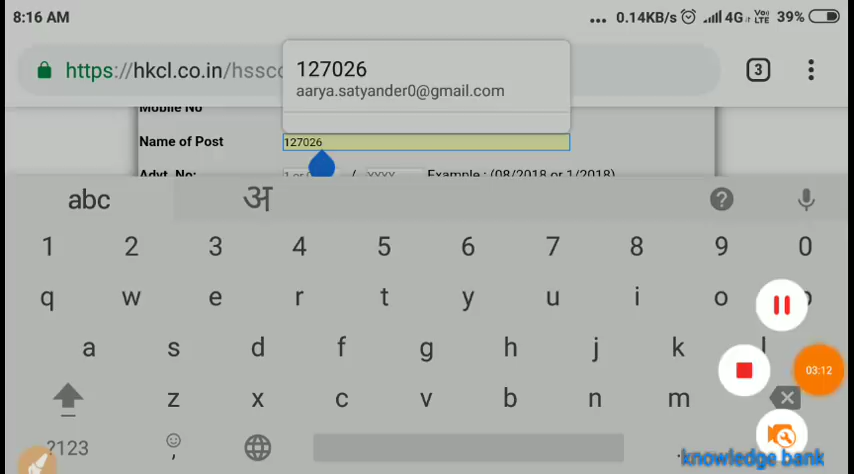 8:16 AM
... 0.14KB/s 4G VoLTE 39%
https://hkcl.co.in/hssc
127026
aarya.satyander0@gmail.com
3
Mobile No
Name of Post
127026
Advt. No:
/ YYYY Example : (08/2018 or 1/2018)
abc अ ?
1 2 3 4 5 6 7 8 9 0
q w e r t y u i o p
a s d f g h j k l
03:12
z x c v b n m
?123 , .
knowledge bank